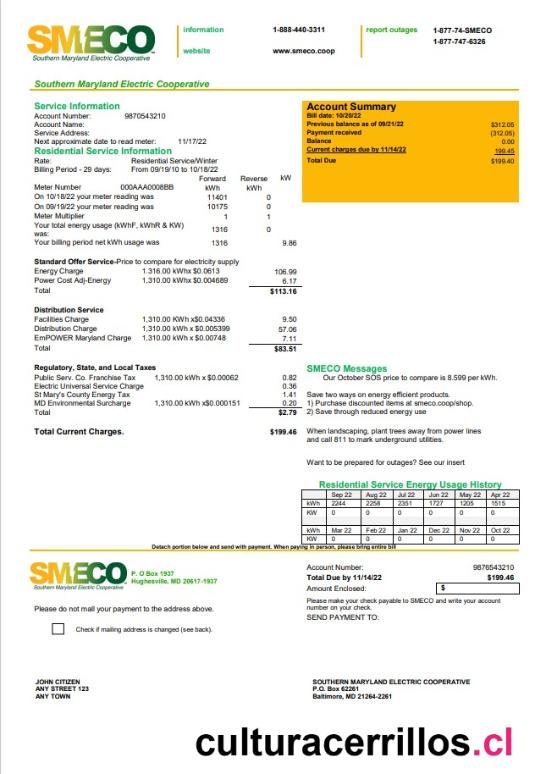 SMECO
Southern Maryland Electric Cooperative
information 1-888-440-3311
website www.smeco.coop
report outages 1-877-74-SMECO
1-877-747-6326
Southern Maryland Electric Cooperative
Service Information
Account Number: 9870543210
Account Name:
Service Address:
Next approximate date to read meter: 11/17/22
Residential Service Information
Rate: Residential Service/Winter
Billing Period - 29 days: From 09/19/10 to 10/18/22
Forward Reverse kW
Meter Number 000AAA0008BB kWh kWh
On 10/18/22 your meter reading was 11401 0
On 09/19/22 your meter reading was 10175 0
Meter Multiplier 1 1
Your total energy usage (kWhF, kWhR & KW) was: 1316 0
Your billing period net kWh usage was 1316 9.86
Standard Offer Service-Price to compare for electricity supply
Energy Charge 1,316.00 kWhx $0.0613 106.99
Power Cost Adj-Energy 1,316.00 kWhx $0.004689 6.17
Total $113.16
Distribution Service
Facilities Charge 1,310.00 KWh x$0.04336 9.50
Distribution Charge 1,310.00 KWh x $0.005399 57.06
EmPOWER Maryland Charge 1,310.00 KWh x $0.00748 7.11
Total $83.51
Regulatory, State, and Local Taxes
Public Serv. Co. Franchise Tax 1,310.00 kWh x $0.00062 0.82
Electric Universal Service Charge 0.36
St Mary's County Energy Tax 1.41
MD Environmental Surcharge 1,310.00 kWh x$0.000151 0.20
Total $2.79
Total Current Charges. $199.46
Account Summary
Bill date: 10/20/22
Previous balance as of 09/21/22 $312.05
Payment received (312.05)
Balance 0.00
Current charges due by 11/14/22 199.45
Total Due $199.40
SMECO Messages
Our October SOS price to compare is 8.599 per kWh.
Save two ways on energy efficient products.
1) Purchase discounted items at smeco.coop/shop.
2) Save through reduced energy use
When landscaping, plant trees away from power lines
and call 811 to mark underground utilities.
Want to be prepared for outages? See our insert
Residential Service Energy Usage History
Sep 22 Aug 22 Jul 22 Jun 22 May 22 Apr 22
kWh 2244 2258 2351 1727 1205 1515
KW 0 0 0 0 0 0
kWh Mar 22 Feb 22 Jan 22 Dec 22 Nov 22 Oct 22
KW 0 0 0 0 0 0
Detach portion below and send with payment. When paying in person, please bring entire bill
SMECO
Southern Maryland Electric Cooperative
P. O Box 1937
Hughesville, MD 20617-1937
Please do not mail your payment to the address above.
Check if mailing address is changed (see back).
Account Number: 9876543210
Total Due by 11/14/22 $199.46
Amount Enclosed: $
Please make your check payable to SMECO and write your account
number on your check.
SEND PAYMENT TO:
JOHN CITIZEN
ANY STREET 123
ANY TOWN
SOUTHERN MARYLAND ELECTRIC COOPERATIVE
P.O. Box 62261
Baltimore, MD 21264-2261
culturacerrillos.cl